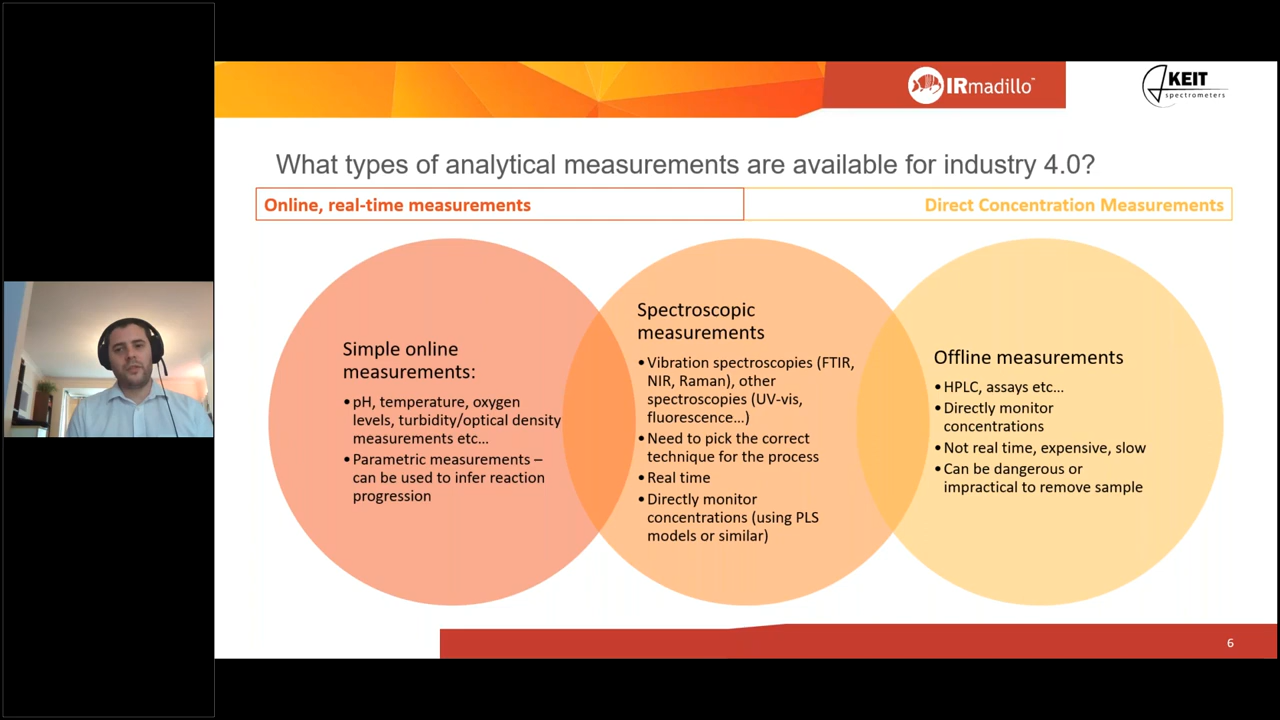 IRmadillo™
KEIT
spectrometers
What types of analytical measurements are available for industry 4.0?
Online, real-time measurements
Direct Concentration Measurements
Simple online
measurements:
•pH, temperature, oxygen
levels, turbidity/optical density
measurements etc…
•Parametric measurements –
can be used to infer reaction
progression
Spectroscopic
measurements
•Vibration spectroscopies (FTIR,
NIR, Raman), other
spectroscopies (UV-vis,
fluorescence…)
•Need to pick the correct
technique for the process
•Real time
•Directly monitor
concentrations (using PLS
models or similar)
Offline measurements
•HPLC, assays etc…
•Directly monitor
concentrations
•Not real time, expensive, slow
•Can be dangerous or
impractical to remove sample
6